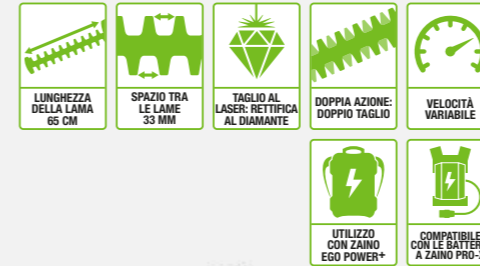 LUNGHEZZA
DELLA LAMA
65 CM
SPAZIO TRA
LE LAME
33 MM
TAGLIO AL
LASER: RETTIFICA
AL DIAMANTE
DOPPIA AZIONE:
DOPPIO TAGLIO
VELOCITÀ
VARIABILE
UTILIZZO
CON ZAINO
EGO POWER+
COMPATIBILE
CON LE BATTER
A ZAINO PRO-